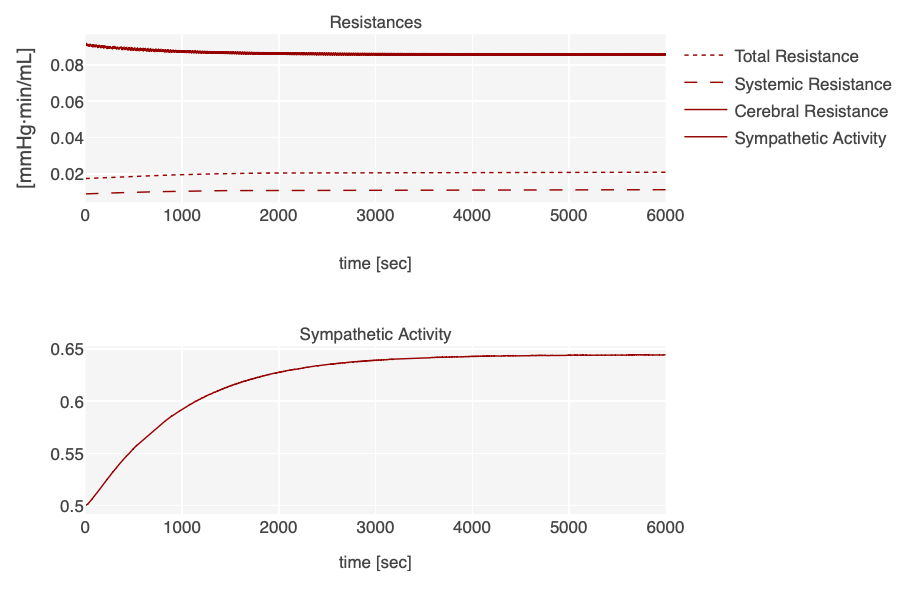 Resistances
[mmHg·min/mL]
0.08
0.06
0.04
0.02
0 1000 2000 3000 4000 5000 6000
time [sec]
Total Resistance
Systemic Resistance
Cerebral Resistance
Sympathetic Activity
Sympathetic Activity
0.65
0.6
0.55
0.5
0 1000 2000 3000 4000 5000 6000
time [sec]